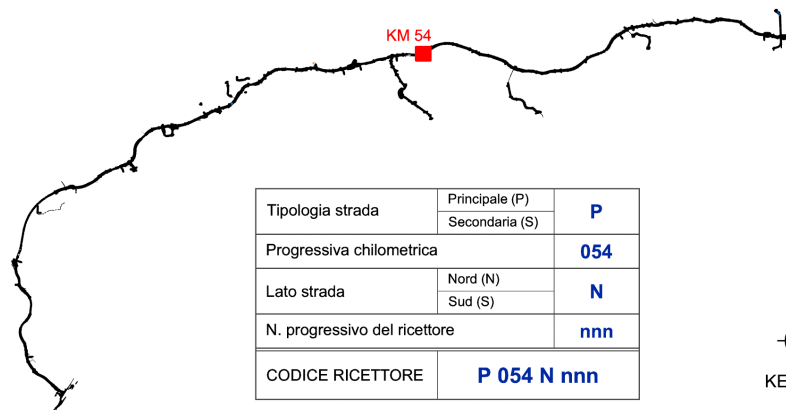 KM 54
Tipologia strada
Principale (P)
Secondaria (S)
P
Progressiva chilometrica
054
Lato strada
Nord (N)
Sud (S)
N
N. progressivo del ricettore
nnn
CODICE RICETTORE
P 054 N nnn
KE